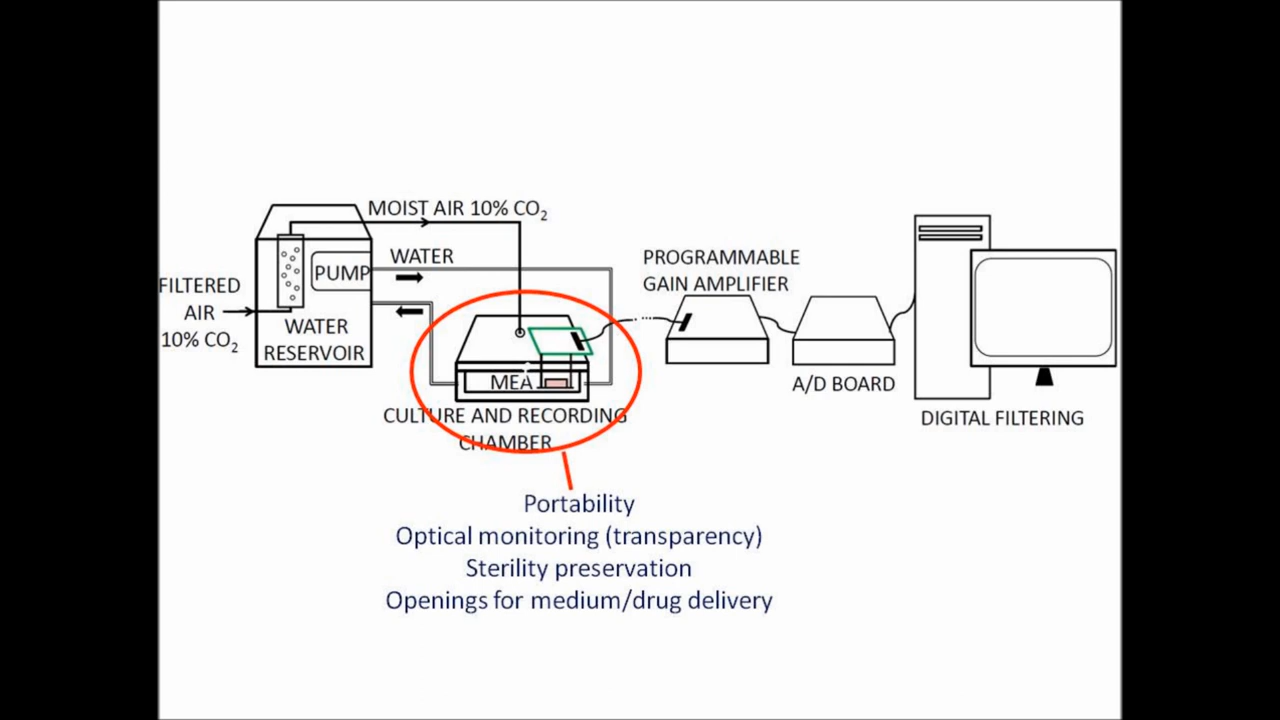 MOIST AIR 10% CO₂
WATER
PUMP
FILTERED
AIR
10% CO₂
WATER
RESERVOIR
MEA
CULTURE AND RECORDING
CHAMBER
PROGRAMMABLE
GAIN AMPLIFIER
A/D BOARD
DIGITAL FILTERING
Portability
Optical monitoring (transparency)
Sterility preservation
Openings for medium/drug delivery